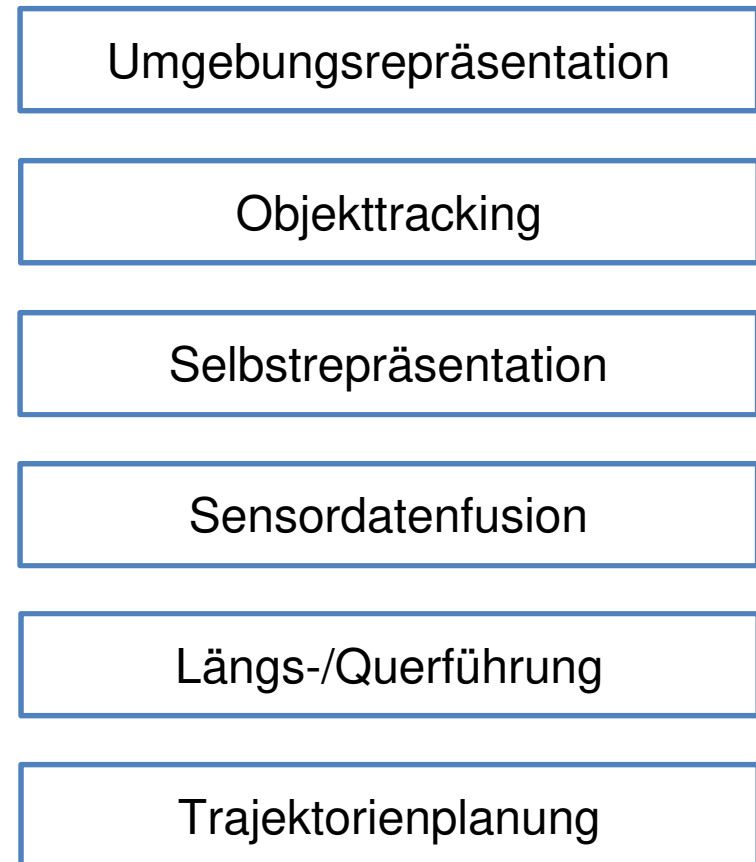 Umgebungsrepräsentation
Objekttracking
Selbstrepräsentation
Sensordatenfusion
Längs-/Querführung
Trajektorienplanung